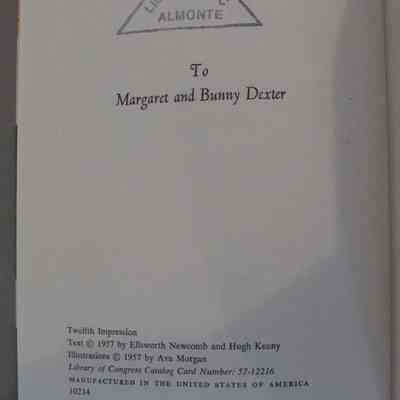 ALMONTE
To
Margaret and Bunny Dexter
Twelfth Impression
Text © 1957 by Ellsworth Newcomb and Hugh Kenny
Illustrations © 1957 by Ava Morgan
Library of Congress Catalog Card Number: 57-12216
MANUFACTURED IN THE UNITED STATES OF AMERICA
10214